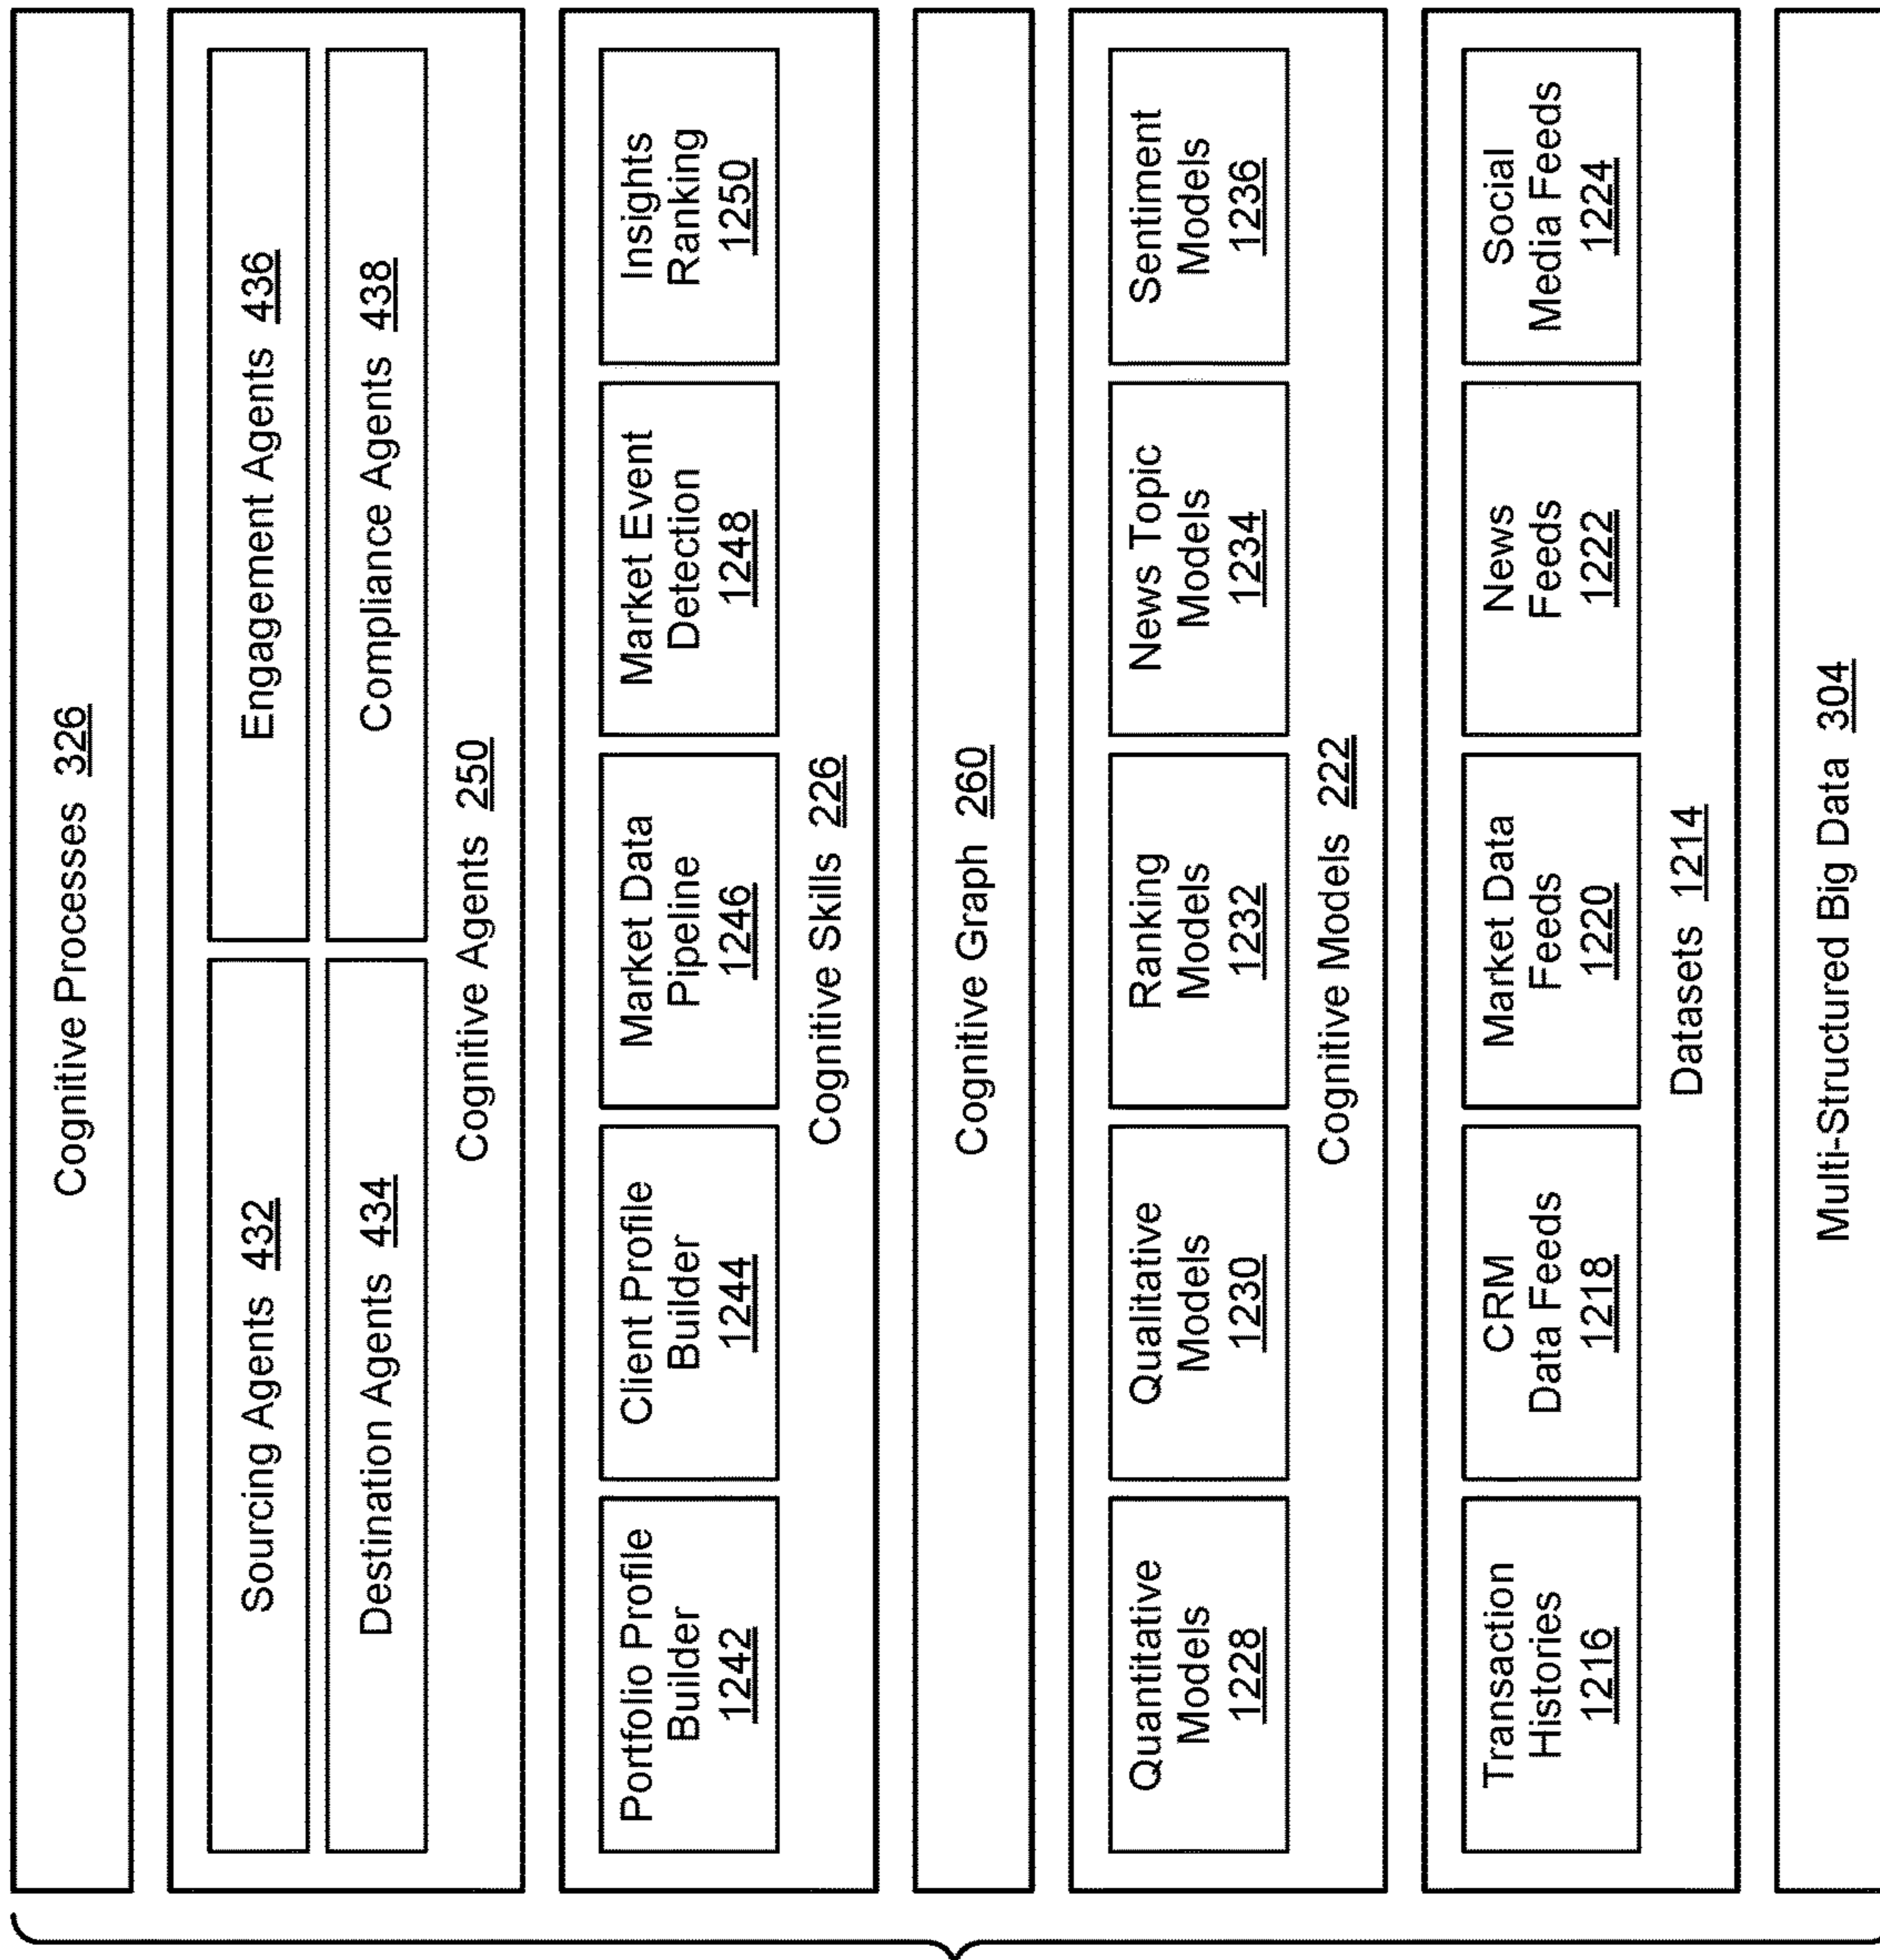 Cognitive Processes 326
Sourcing Agents 432
Engagement Agents 436
Destination Agents 434
Compliance Agents 438
Cognitive Agents 250
Portfolio Profile
Builder
1242
Client Profile
Builder
1244
Market Data
Pipeline
1246
Market Event
Detection
1248
Insights
Ranking
1250
Cognitive Skills 226
Cognitive Graph 260
Quantitative
Models
1228
Qualitative
Models
1230
Ranking
Models
1232
News Topic
Models
1234
Sentiment
Models
1236
Cognitive Models 222
Transaction
Histories
1216
CRM
Data Feeds
1218
Market Data
Feeds
1220
News
Feeds
1222
Social
Media Feeds
1224
Datasets 1214
Multi-Structured Big Data 304